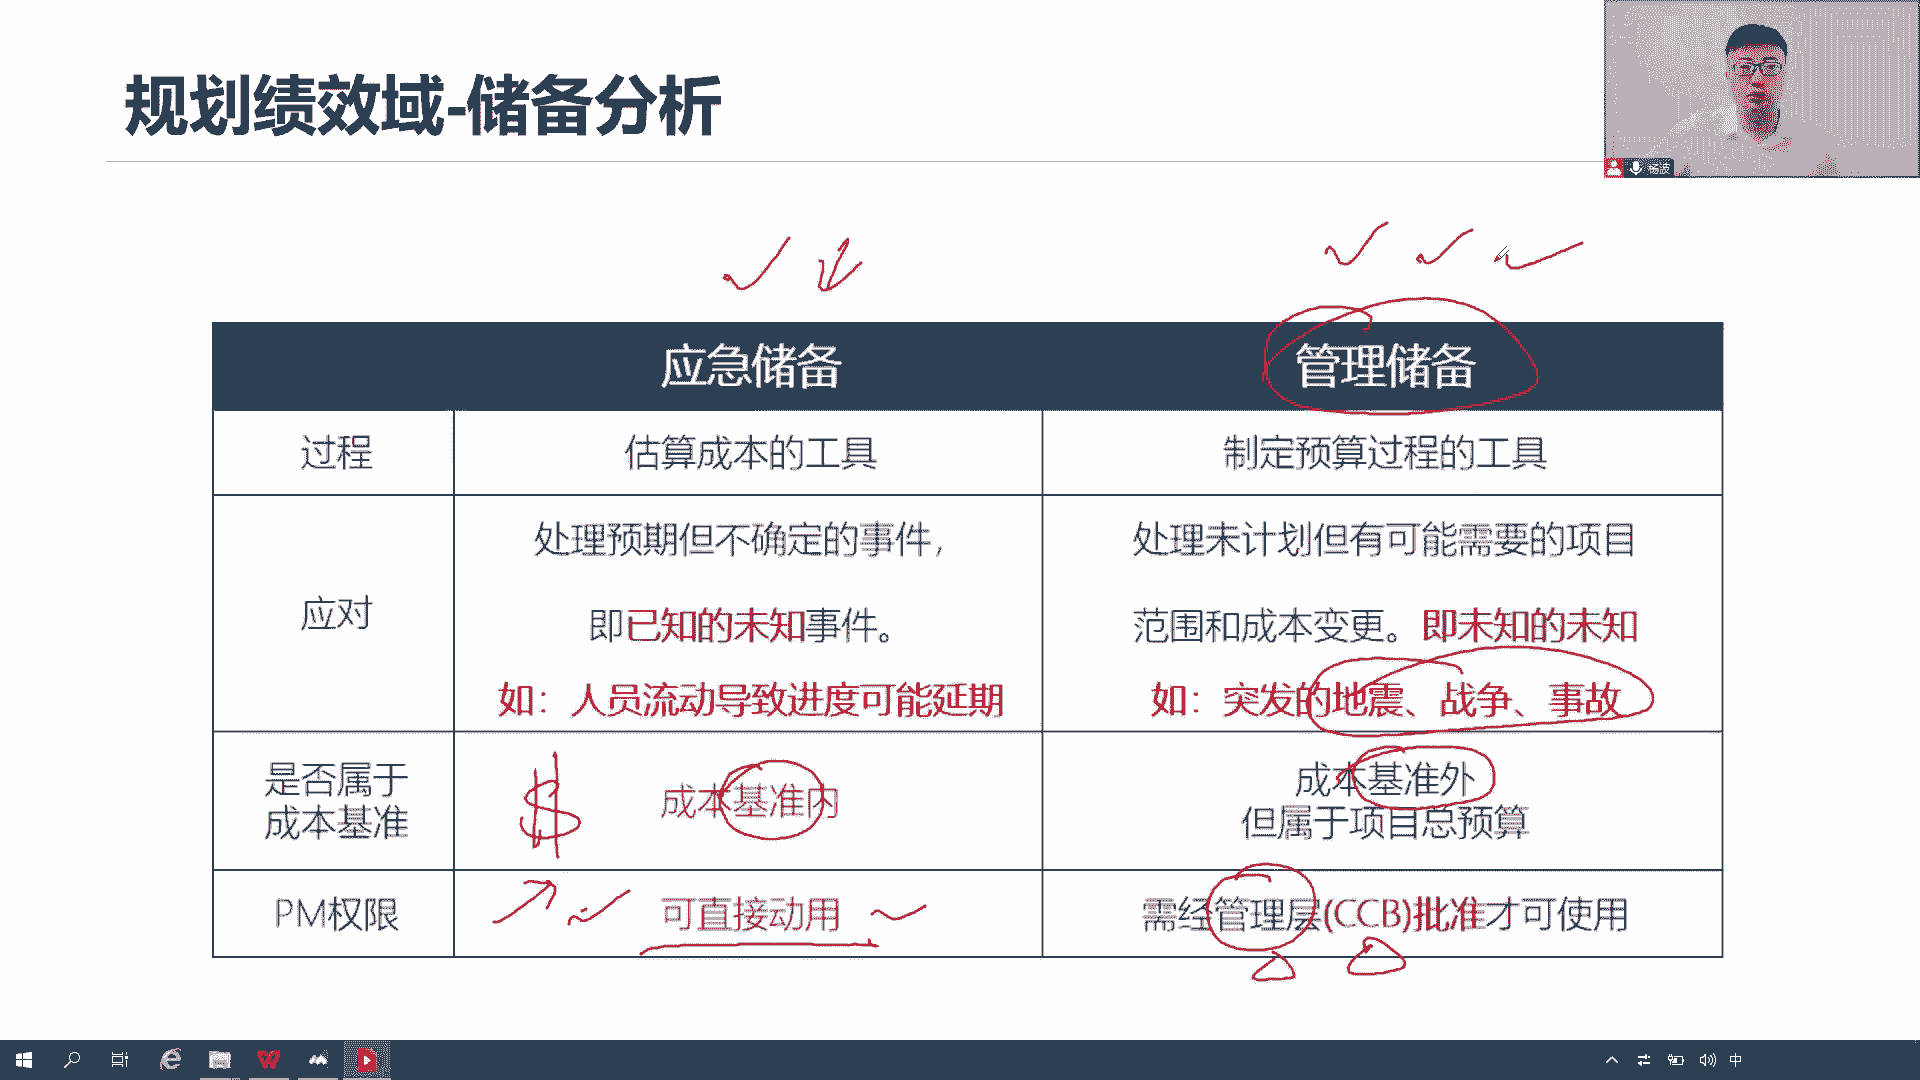 规划绩效域-储备分析
杨波
应急储备
管理储备
过程
估算成本的工具
制定预算过程的工具
应对
处理预期但不确定的事件，
即已知的未知事件。
如：人员流动导致进度可能延期
处理未计划但有可能需要的项目
范围和成本变更。即未知的未知
如：突发的地震、战争、事故
是否属于
成本基准
$
成本基准内
成本基准外
但属于项目总预算
PM权限
可直接动用
需经管理层(CCB)批准才可使用
中